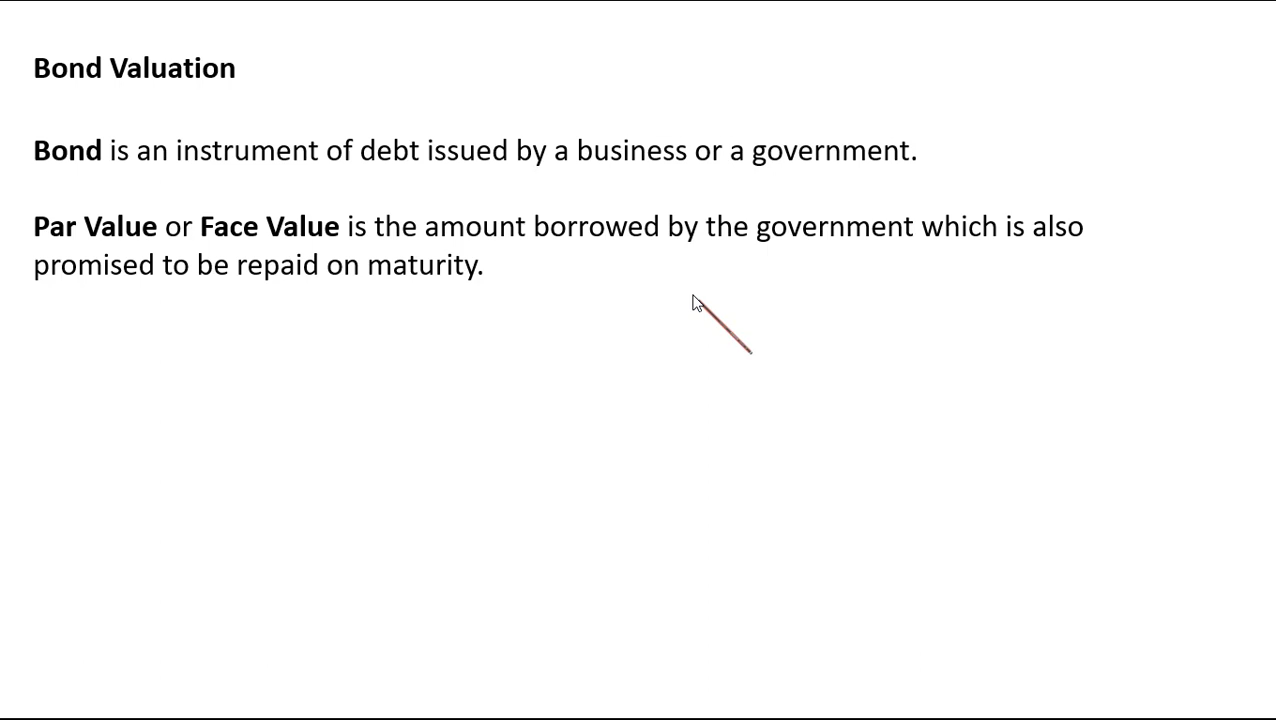 Bond Valuation
Bond is an instrument of debt issued by a business or a government.
Par Value or Face Value is the amount borrowed by the government which is also
promised to be repaid on maturity.